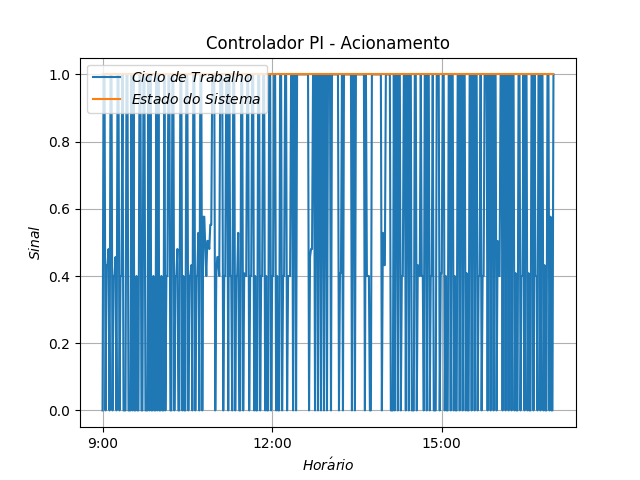 Controlador PI - Acionamento
Ciclo de Trabalho
Estado do Sistema
1.0
0.8
0.6
0.4
0.2
0.0
Sinal
9:00 12:00 15:00
Horário